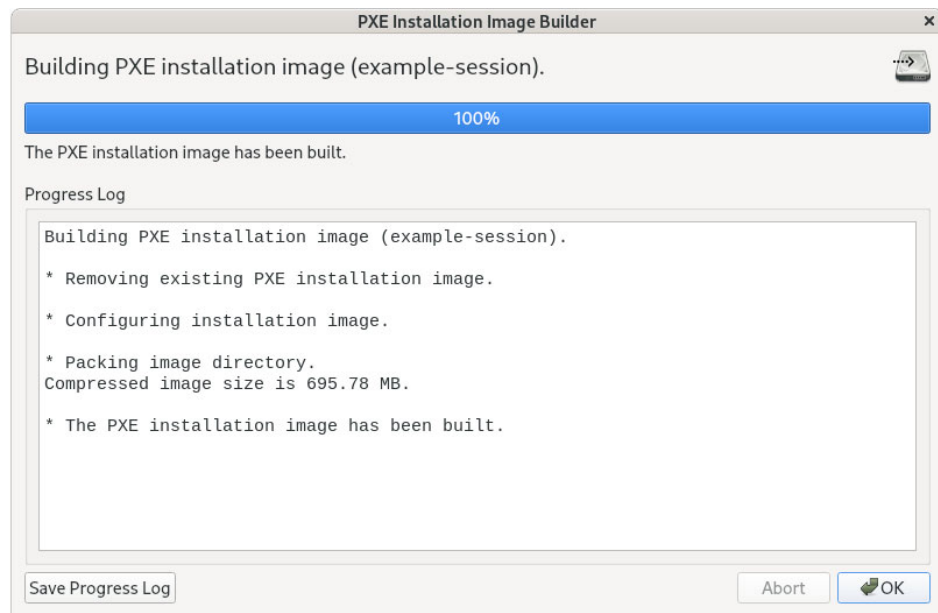 PXE Installation Image Builder
Building PXE installation image (example-session).
100%
The PXE installation image has been built.
Progress Log
Building PXE installation image (example-session).
* Removing existing PXE installation image.
* Configuring installation image.
* Packing image directory.
Compressed image size is 695.78 MB.
* The PXE installation image has been built.
Save Progress Log
Abort
OK